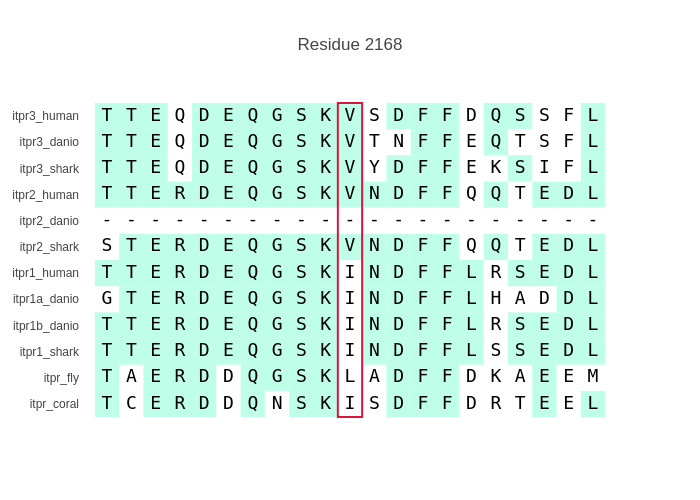 Residue 2168
itpr3_human T T E Q D E Q G S K V S D F F D Q S S F L
itpr3_danio T T E Q D E Q G S K V T N F F E Q T S F L
itpr3_shark T T E Q D E Q G S K V Y D F F E K S I F L
itpr2_human T T E R D E Q G S K V N D F F Q Q T E D L
itpr2_danio - - - - - - - - - - - - - - - - - - - - -
itpr2_shark S T E R D E Q G S K V N D F F Q Q T E D L
itpr1_human T T E R D E Q G S K I N D F F L R S E D L
itpr1a_danio G T E R D E Q G S K I N D F F L H A D D L
itpr1b_danio T T E R D E Q G S K I N D F F L R S E D L
itpr1_shark T T E R D E Q G S K I N D F F L S S E D L
itpr_fly T A E R D D Q G S K L A D F F D K A E E M
itpr_coral T C E R D D Q N S K I S D F F D R T E E L